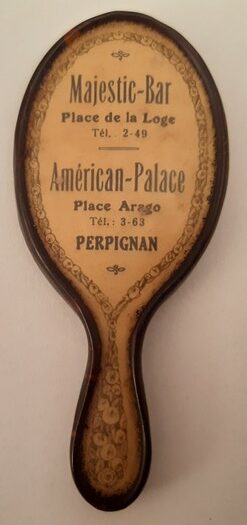 Majestic-Bar
Place de la Loge
Tél. 2-49
Américan-Palace
Place Arago
Tél.: 3-63
PERPIGNAN